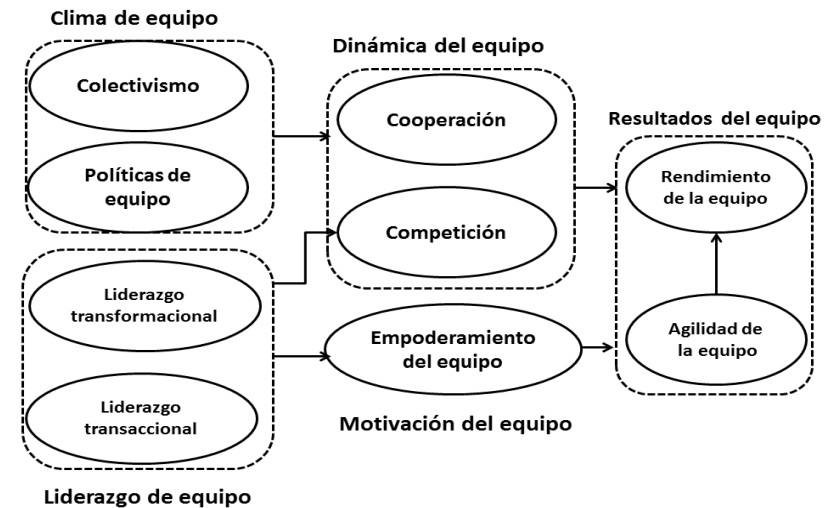 Clima de equipo
Colectivismo
Políticas de
equipo
Liderazgo
transformacional
Liderazgo
transaccional
Liderazgo de equipo
Dinámica del equipo
Cooperación
Competición
Empoderamiento
del equipo
Motivación del equipo
Resultados del equipo
Rendimiento
de la equipo
Agilidad de
la equipo